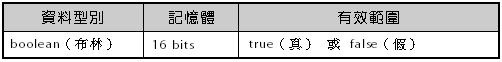 資料型別 記憶體 有效範圍
boolean（布林） 16 bits true（真） 或 false（假）